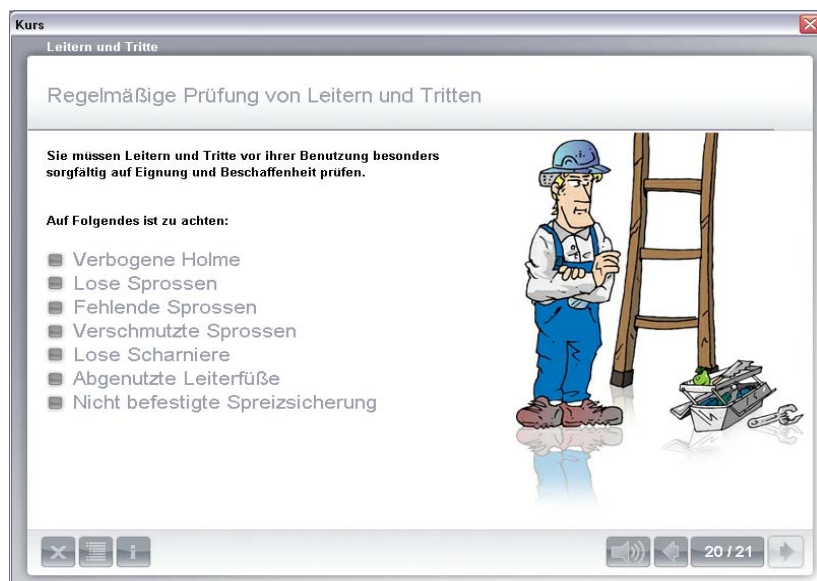 Kurs
Leitern und Tritte
Regelmäßige Prüfung von Leitern und Tritten
Sie müssen Leitern und Tritte vor ihrer Benutzung besonders
sorgfältig auf Eignung und Beschaffenheit prüfen.
Auf Folgendes ist zu achten:
Verbogene Holme
Lose Sprossen
Fehlende Sprossen
Verschmutzte Sprossen
Lose Scharniere
Abgenutzte Leiterfüße
Nicht befestigte Spreizsicherung
20 / 21